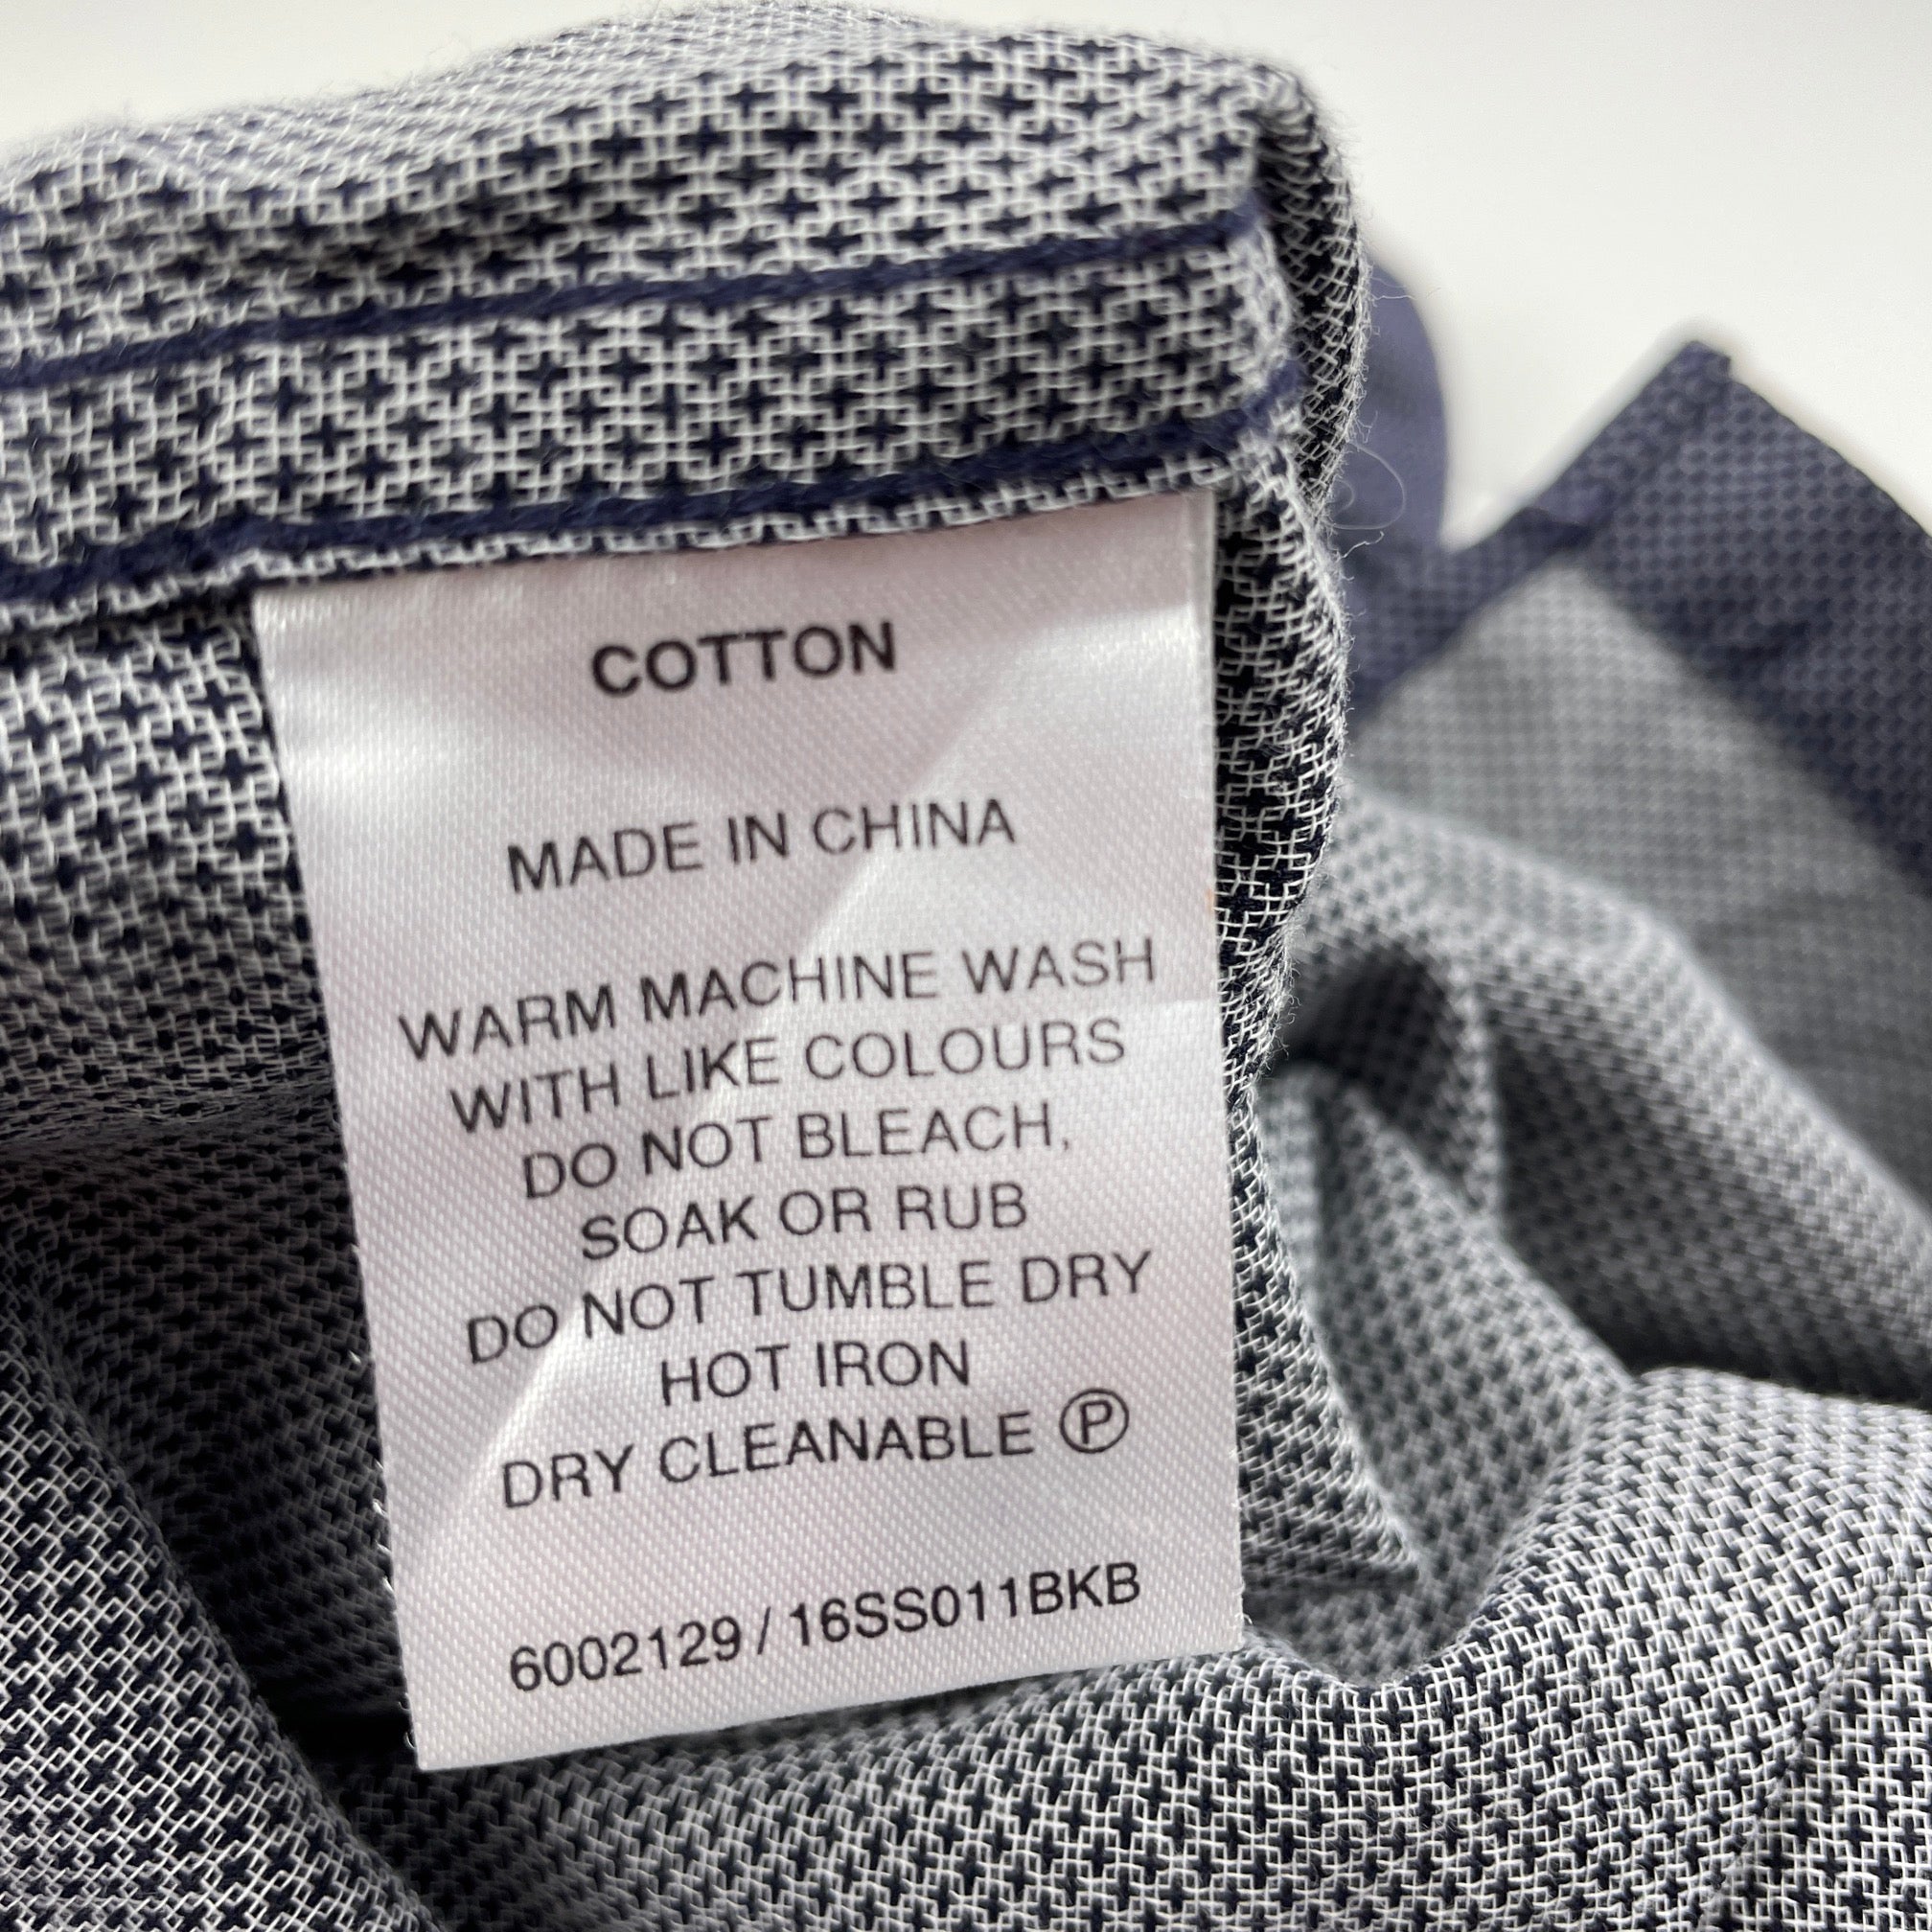 COTTON
MADE IN CHINA
WARM MACHINE WASH
WITH LIKE COLOURS
DO NOT BLEACH,
SOAK OR RUB
DO NOT TUMBLE DRY
HOT IRON
DRY CLEANABLE Ⓟ
6002129 / 16SS011BKB